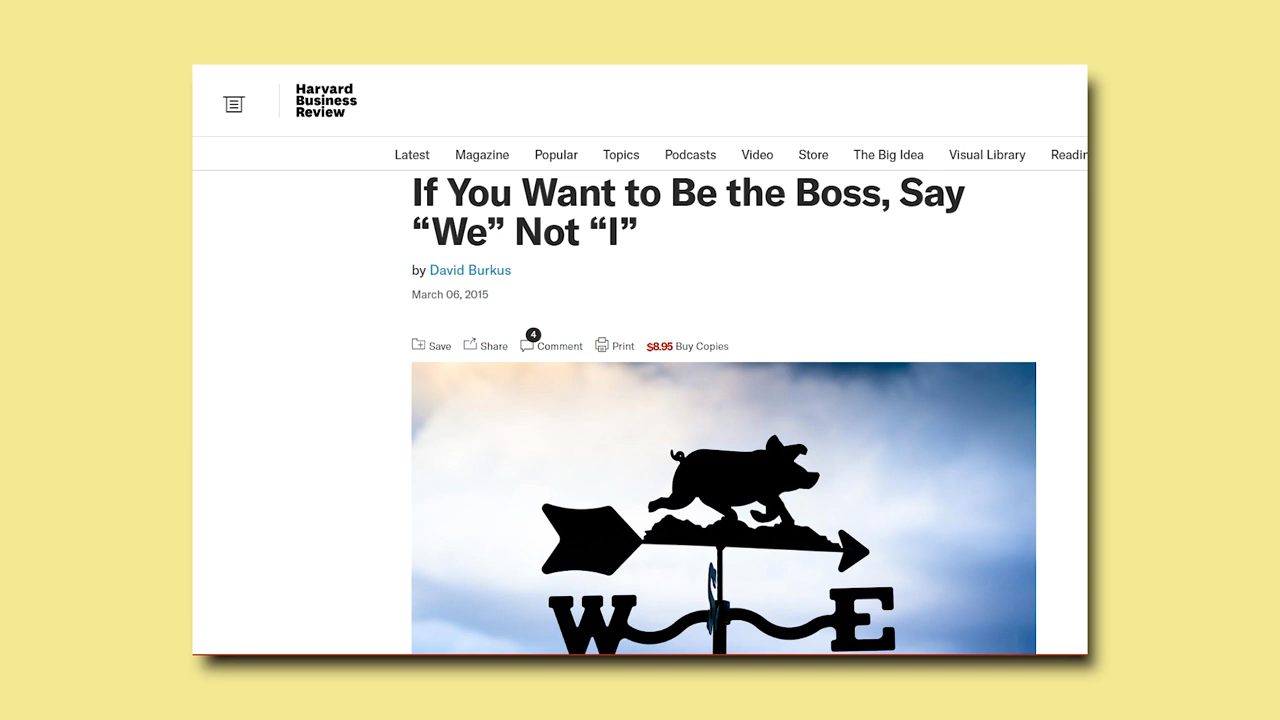 Harvard
Business
Review
Latest Magazine Popular Topics Podcasts Video Store The Big Idea Visual Library Readin
If You Want to Be the Boss, Say
“We” Not “I”
by David Burkus
March 06, 2015
4
Save Share Comment Print $8.95 Buy Copies
W E